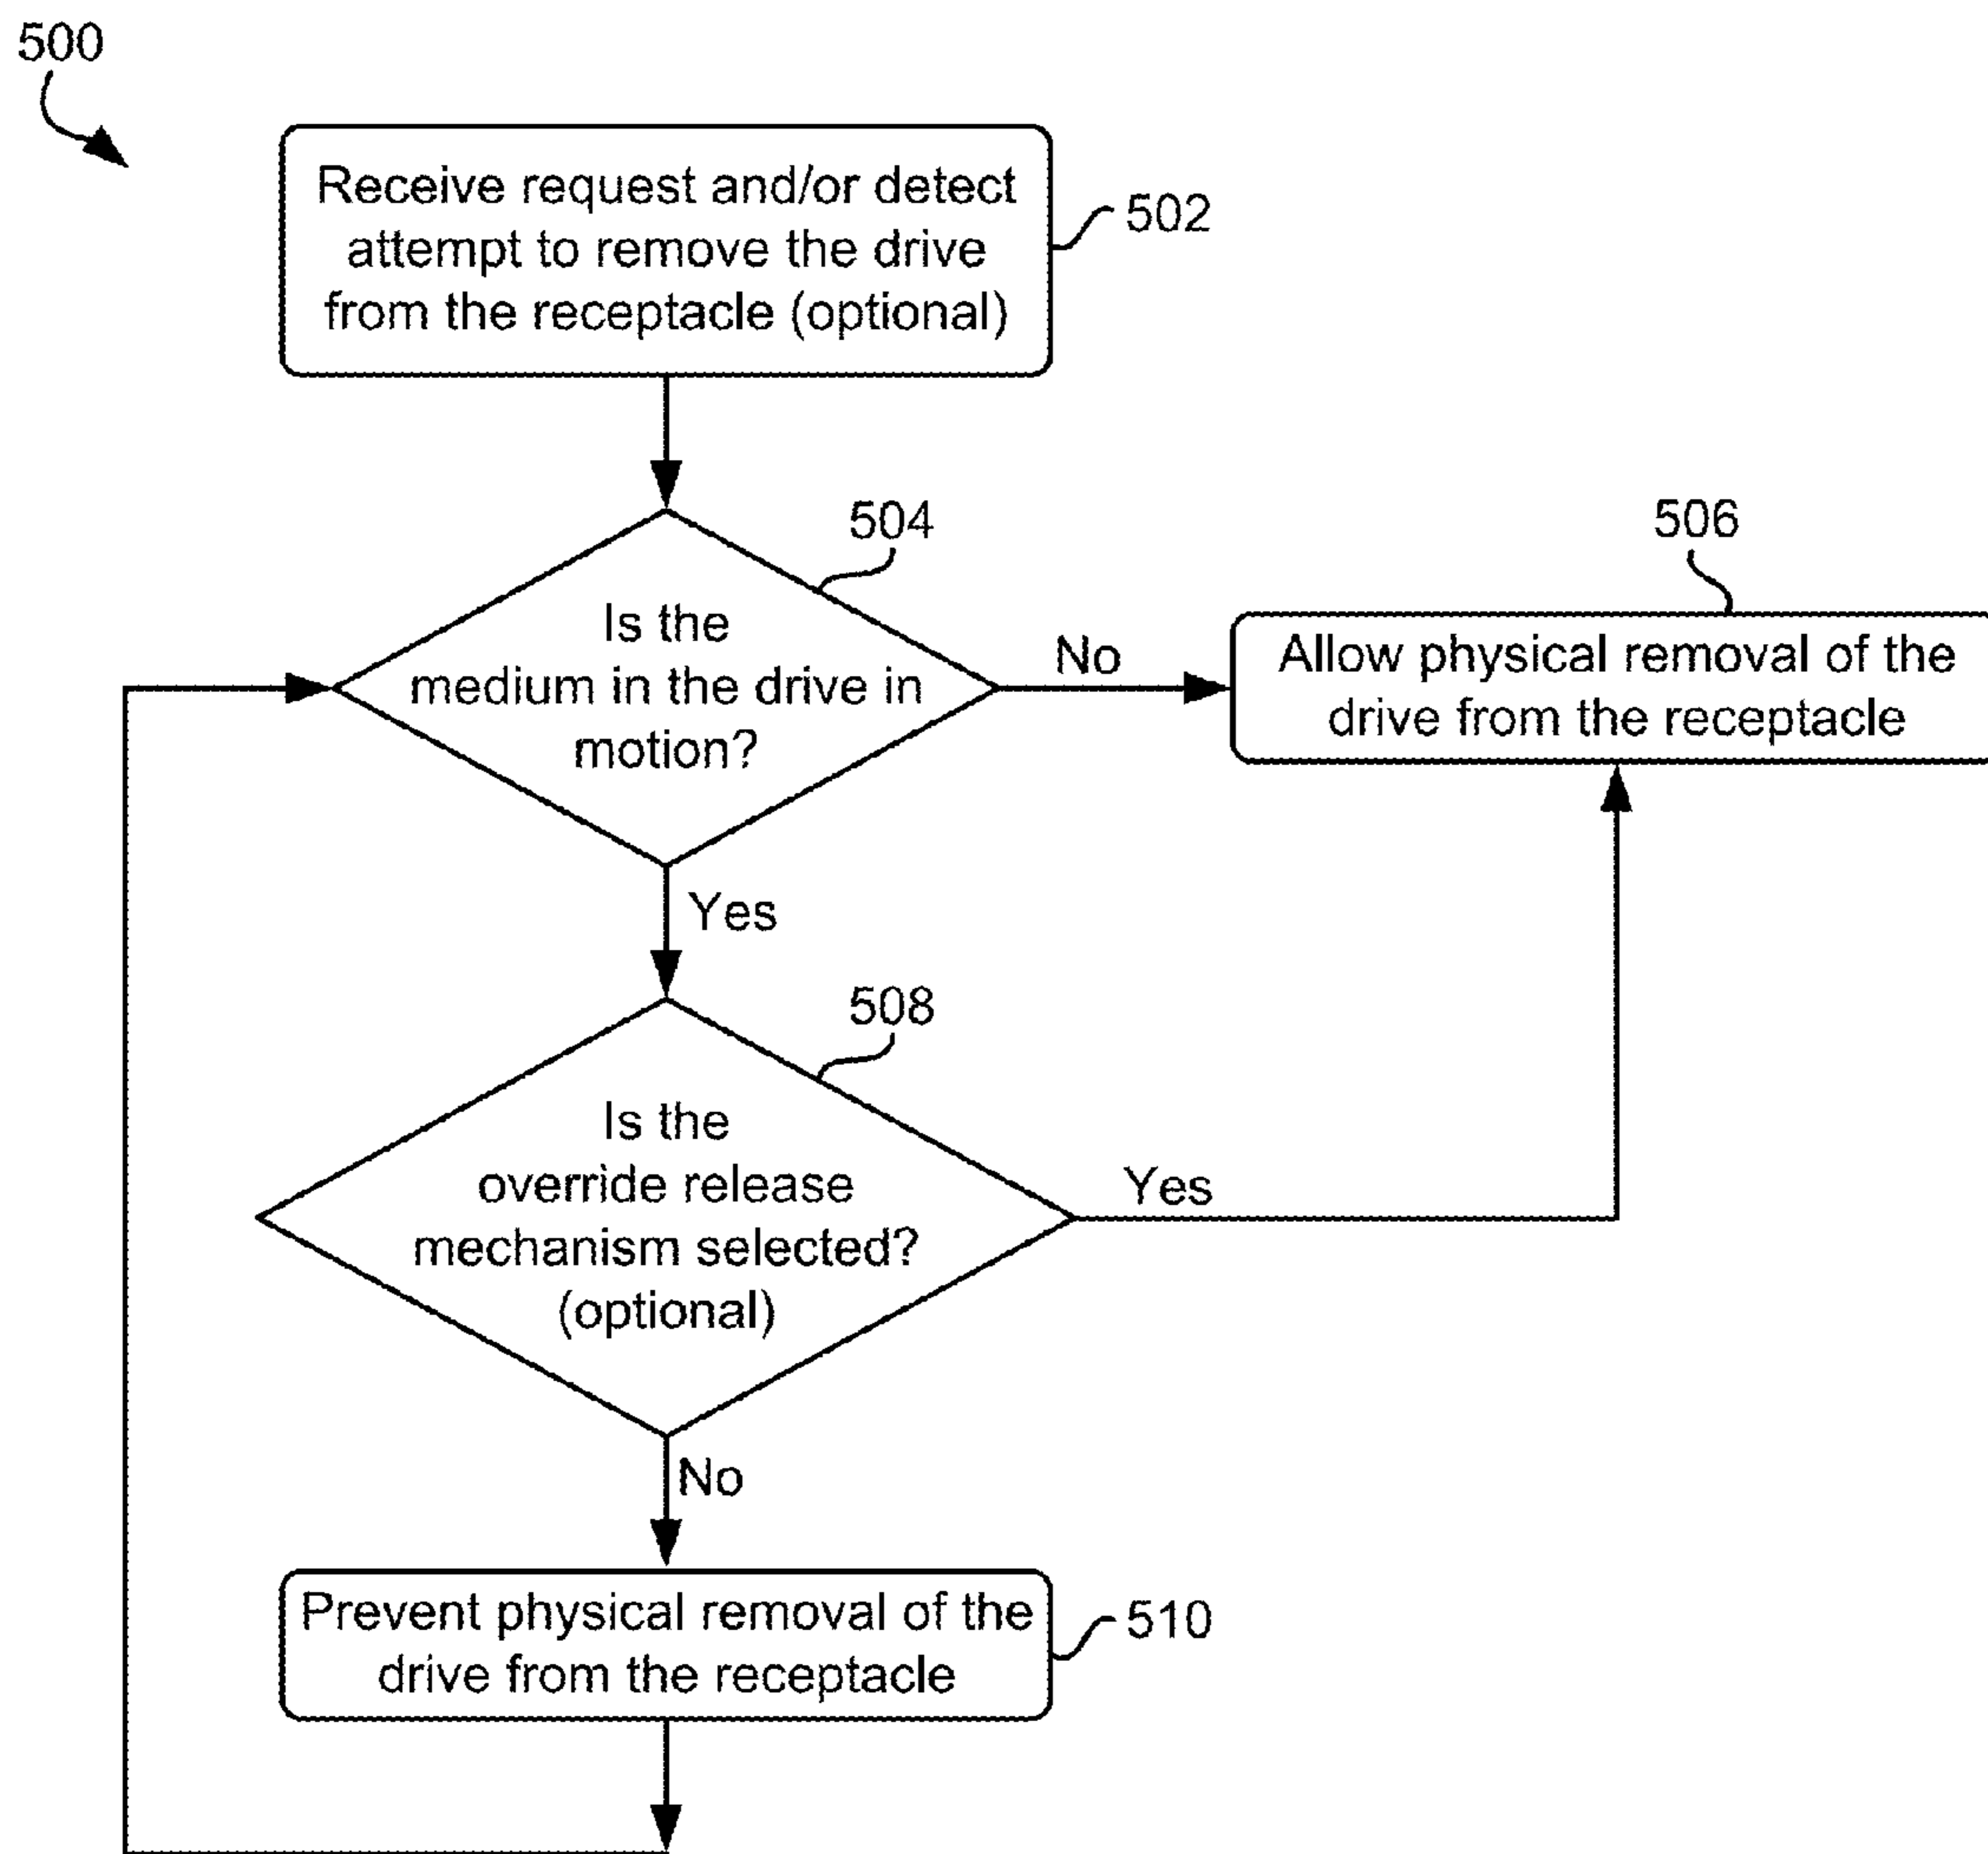 500
Receive request and/or detect
attempt to remove the drive
from the receptacle (optional)
502
504
Is the
medium in the drive in
motion?
No
506
Allow physical removal of the
drive from the receptacle
Yes
508
Is the
override release
mechanism selected?
(optional)
Yes
No
Prevent physical removal of the
drive from the receptacle
510